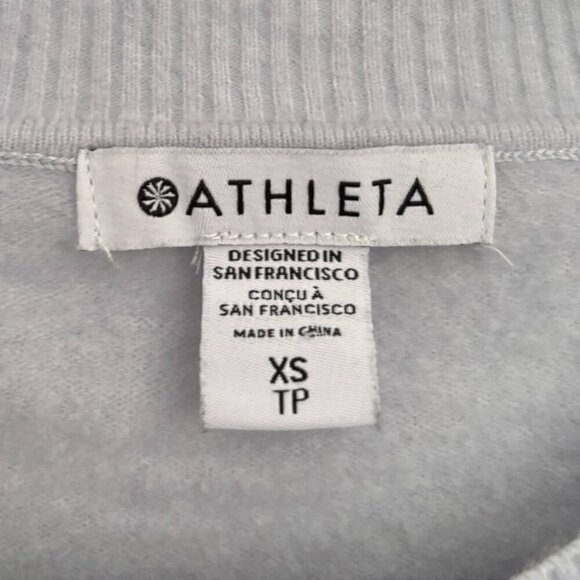 ATHLETA
DESIGNED IN
SAN FRANCISCO
CONÇU À
SAN FRANCISCO
MADE IN CHINA
XS
TP